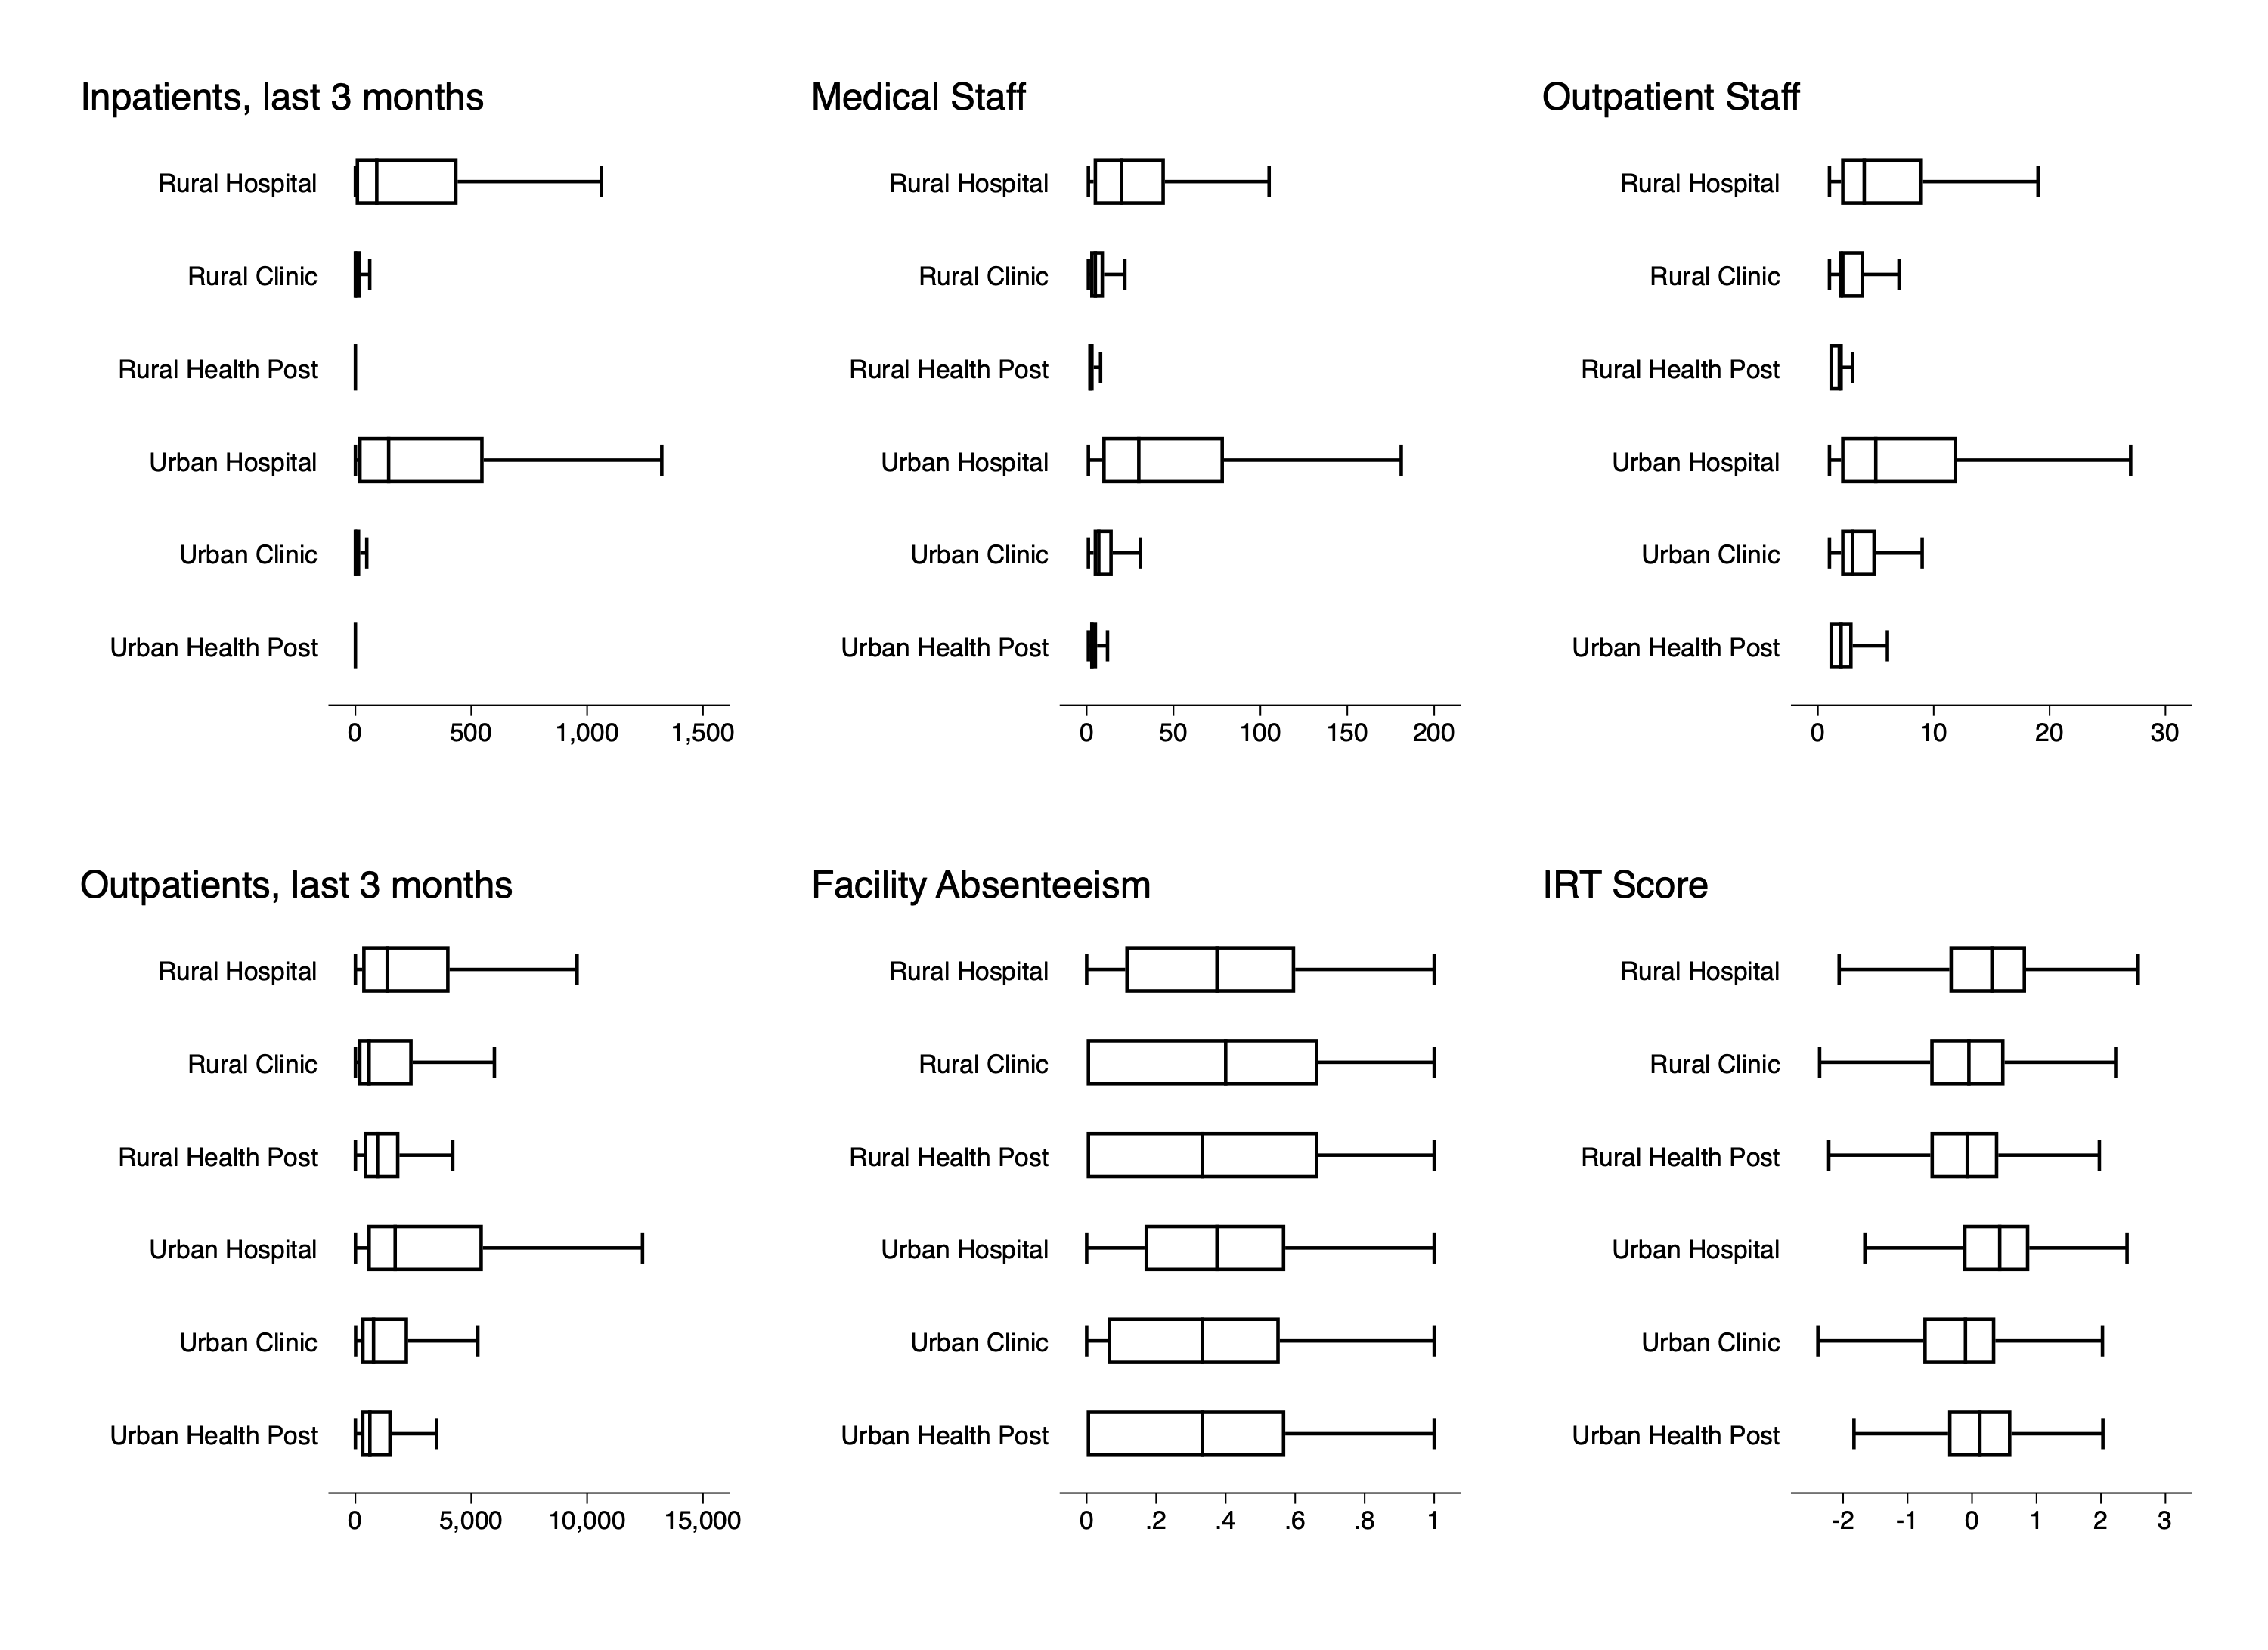 Inpatients, last 3 months
Rural Hospital
Rural Clinic
Rural Health Post
Urban Hospital
Urban Clinic
Urban Health Post
0 500 1,000 1,500
Medical Staff
Rural Hospital
Rural Clinic
Rural Health Post
Urban Hospital
Urban Clinic
Urban Health Post
0 50 100 150 200
Outpatient Staff
Rural Hospital
Rural Clinic
Rural Health Post
Urban Hospital
Urban Clinic
Urban Health Post
0 10 20 30
Outpatients, last 3 months
Rural Hospital
Rural Clinic
Rural Health Post
Urban Hospital
Urban Clinic
Urban Health Post
0 5,000 10,000 15,000
Facility Absenteeism
Rural Hospital
Rural Clinic
Rural Health Post
Urban Hospital
Urban Clinic
Urban Health Post
0 .2 .4 .6 .8 1
IRT Score
Rural Hospital
Rural Clinic
Rural Health Post
Urban Hospital
Urban Clinic
Urban Health Post
-2 -1 0 1 2 3